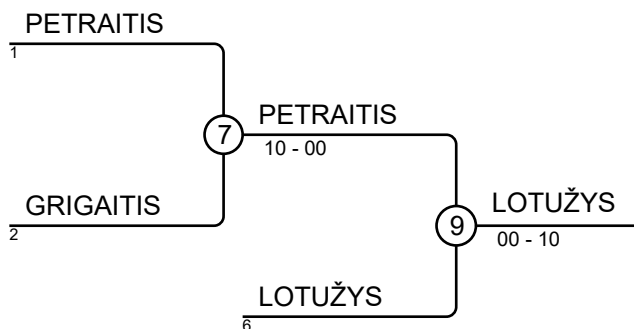 PETRAITIS
1
7
PETRAITIS
10 - 00
GRIGAITIS
2
9
LOTUŽYS
00 - 10
LOTUŽYS
6